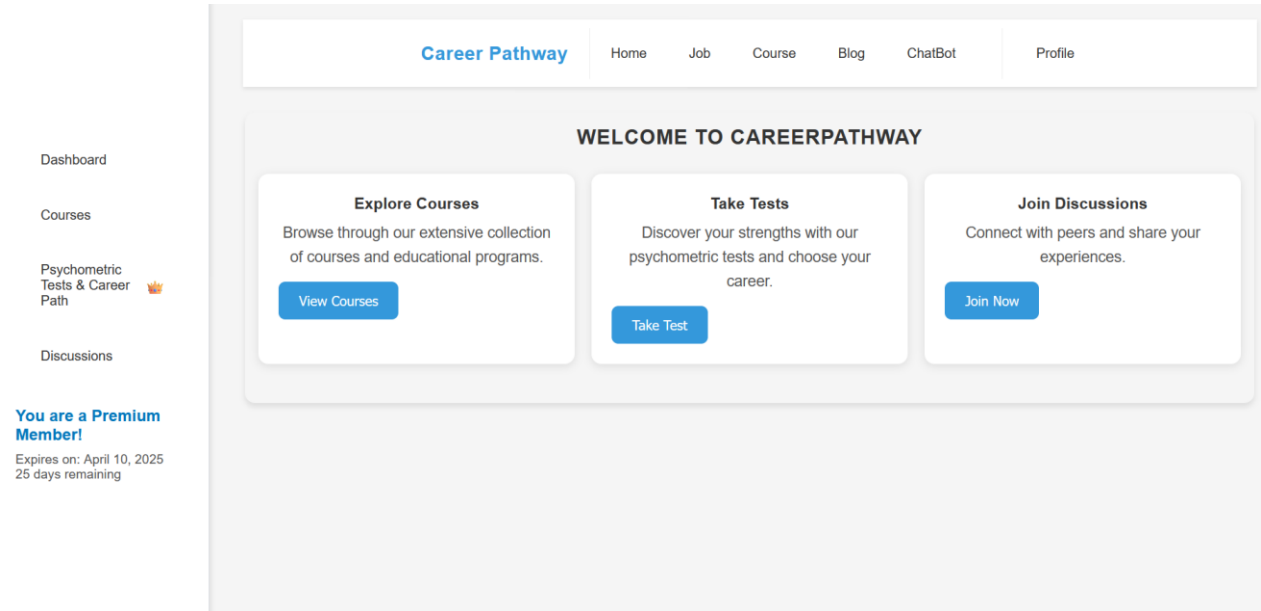 Career Pathway
Home
Job
Course
Blog
ChatBot
Profile
Dashboard
Courses
Psychometric
Tests & Career
Path
Discussions
You are a Premium
Member!
Expires on: April 10, 2025
25 days remaining
WELCOME TO CAREERPATHWAY
Explore Courses
Browse through our extensive collection
of courses and educational programs.
View Courses
Take Tests
Discover your strengths with our
psychometric tests and choose your
career.
Take Test
Join Discussions
Connect with peers and share your
experiences.
Join Now